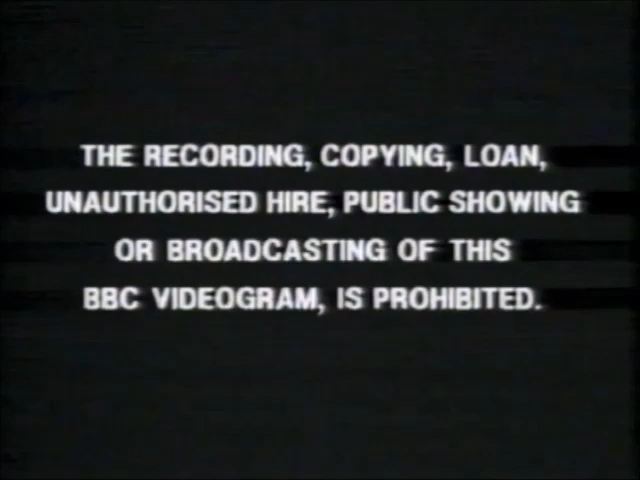 THE RECORDING, COPYING, LOAN,
UNAUTHORISED HIRE, PUBLIC SHOWING
OR BROADCASTING OF THIS
BBC VIDEOGRAM, IS PROHIBITED.